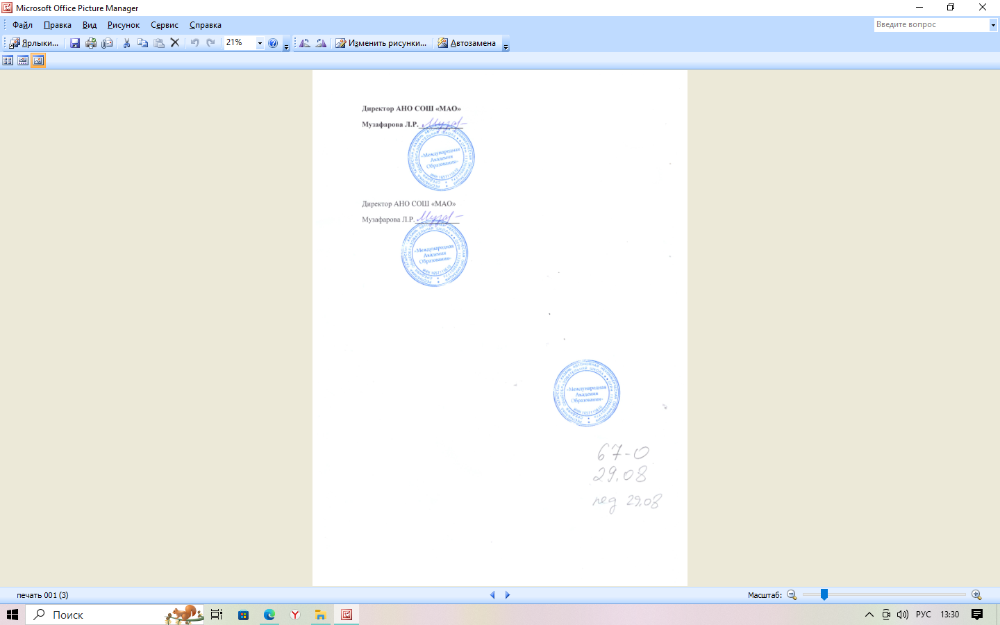 Microsoft Office Picture Manager
Файл Правка Вид Рисунок Сервис Справка
Введите вопрос
Ярлыки... 21% Изменить рисунки... Автозамена
Директор АНО СОШ «МАО»
Музафарова Л.Р.
«Международная
Академия
Образования»
Директор АНО СОШ «МАО»
Музафарова Л.Р.
«Международная
Академия
Образования»
«Международная
Академия
Образования»
67-О
29.08
пед 29.08
печать 001 (3)
Масштаб:
Поиск
РУС 13:30